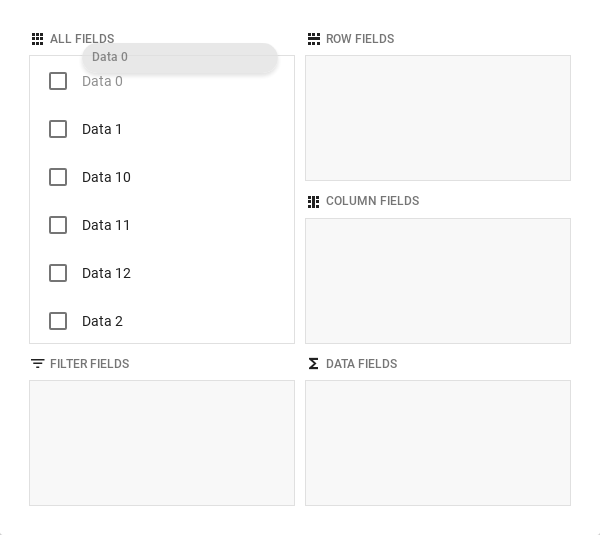 ALL FIELDS
Data 0
Data 0
Data 1
Data 10
Data 11
Data 12
Data 2
ROW FIELDS
COLUMN FIELDS
FILTER FIELDS
DATA FIELDS